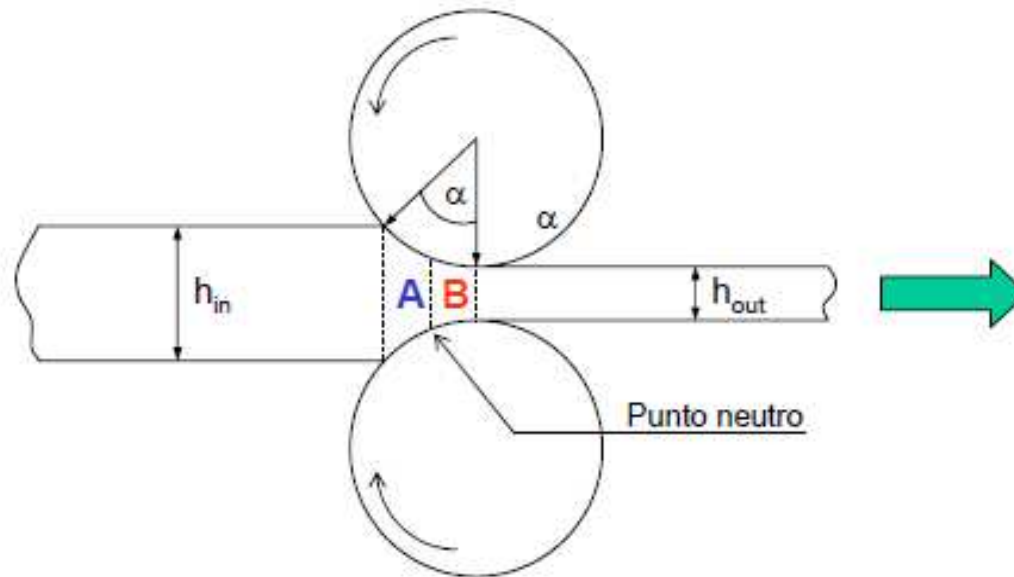 α
α
h_in
A
B
h_out
Punto neutro